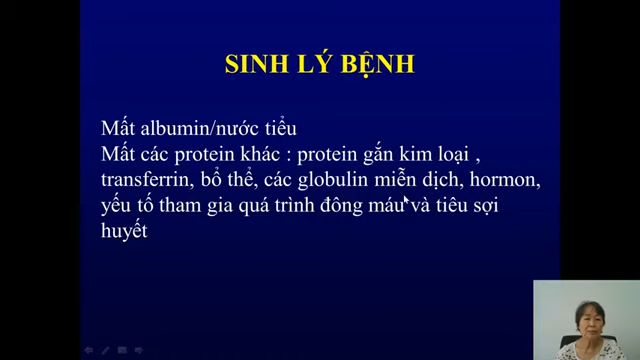 SINH LÝ BỆNH
Mất albumin/nước tiểu
Mất các protein khác : protein gắn kim loại ,
transferrin, bổ thể, các globulin miễn dịch, hormon,
yếu tố tham gia quá trình đông máu và tiêu sợi
huyết